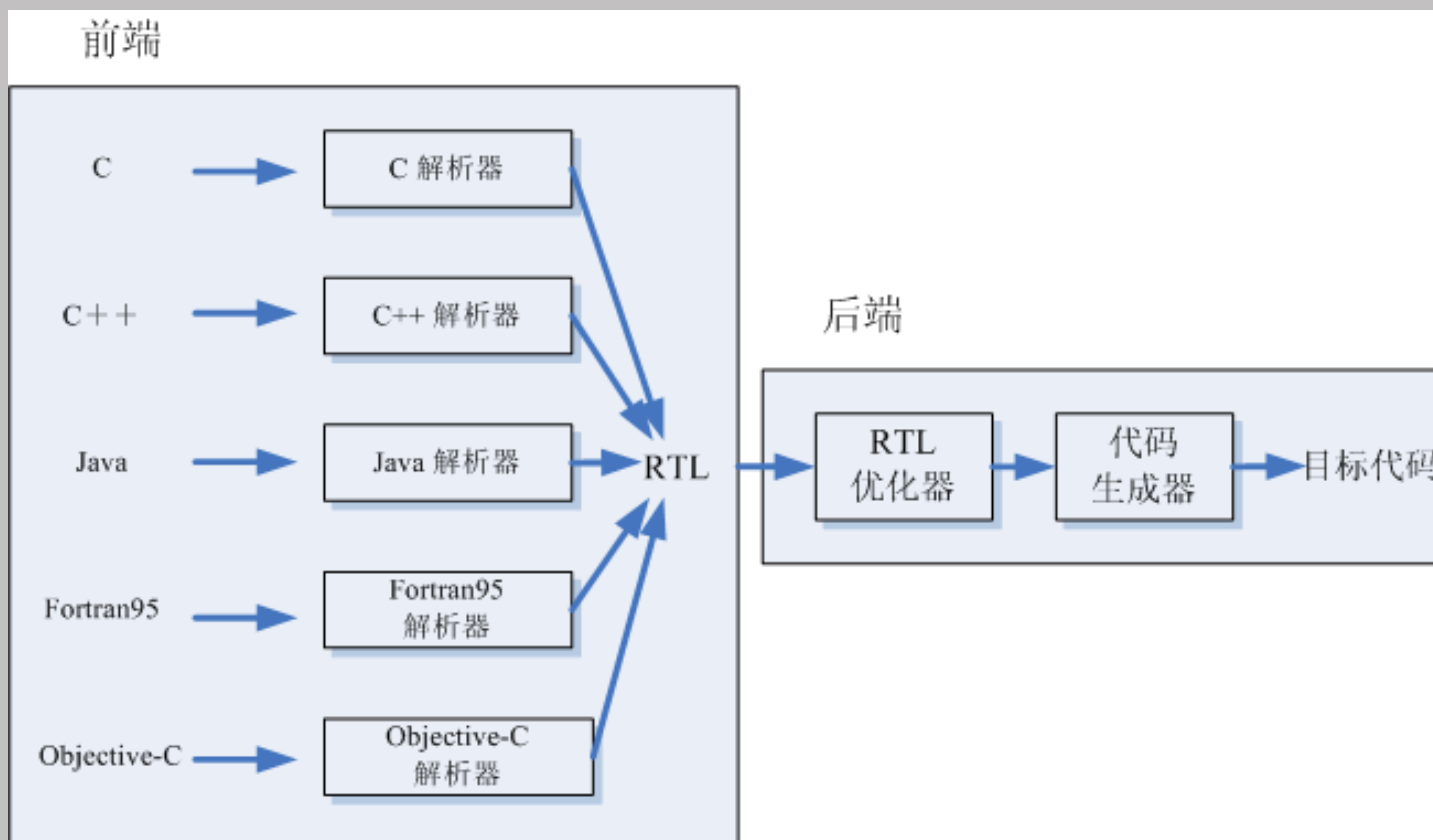 前端
C
C 解析器
C＋＋
C++ 解析器
Java
Java 解析器
Fortran95
Fortran95
解析器
Objective-C
Objective-C
解析器
RTL
后端
RTL
优化器
代码
生成器
目标代码